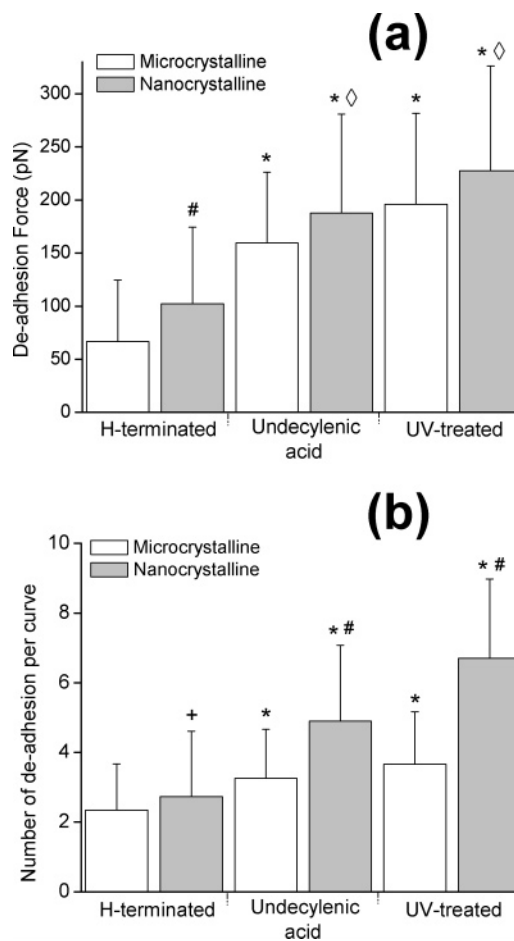 (a)
Microcrystalline
Nanocrystalline
De-adhesion Force (pN)
300
250
200
150
100
50
0
#
*
* ◊
*
* ◊
H-terminated
Undecylenic
acid
UV-treated
(b)
Microcrystalline
Nanocrystalline
Number of de-adhesion per curve
10
8
6
4
2
0
+
*
* #
*
* #
H-terminated
Undecylenic
acid
UV-treated